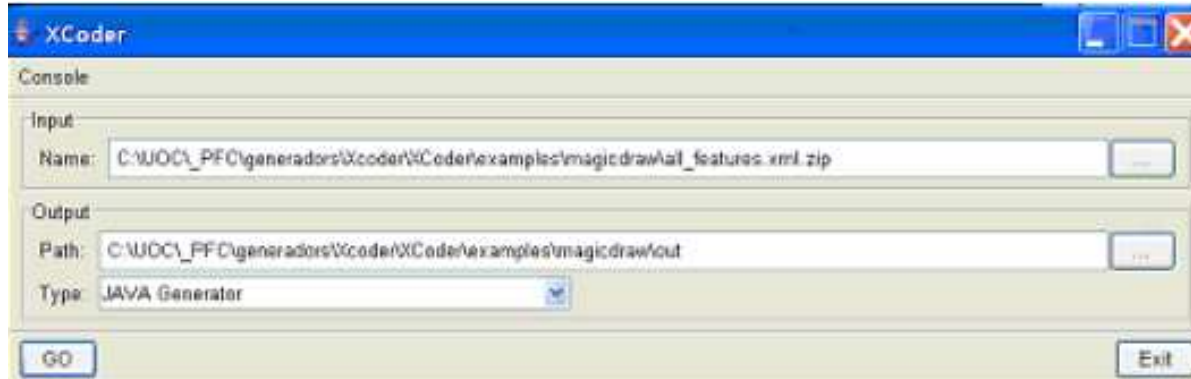 XCoder
Console
Input
Name: C:\UOC\_PFC\generadors\Xcoder\XCoder\examples\magicdraw\all_features.xml.zip ...
Output
Path: C:\UOC\_PFC\generadors\Xcoder\XCoder\examples\magicdraw\out ...
Type: JAVA Generator
GO Exit